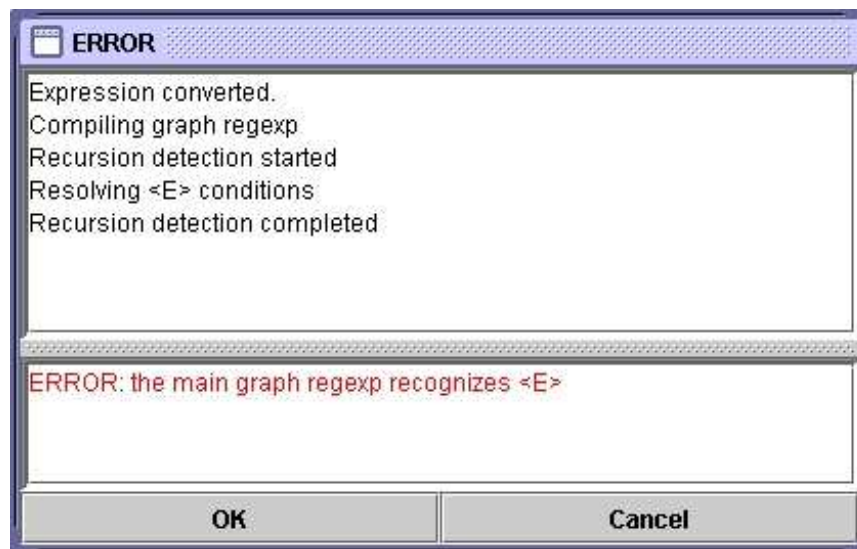 ERROR
Expression converted.
Compiling graph regexp
Recursion detection started
Resolving <E> conditions
Recursion detection completed
ERROR: the main graph regexp recognizes <E>
OK
Cancel